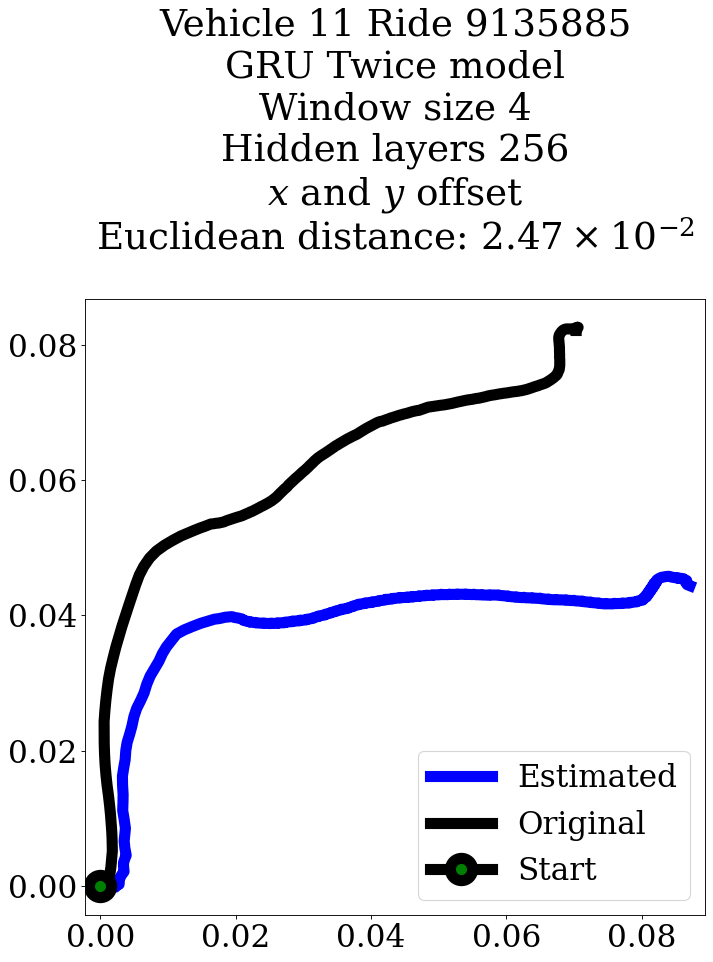 Vehicle 11 Ride 9135885
GRU Twice model
Window size 4
Hidden layers 256
x and y offset
Euclidean distance: 2.47 × 10⁻²
0.08
0.06
0.04
0.02
0.00
Estimated
Original
Start
0.00 0.02 0.04 0.06 0.08